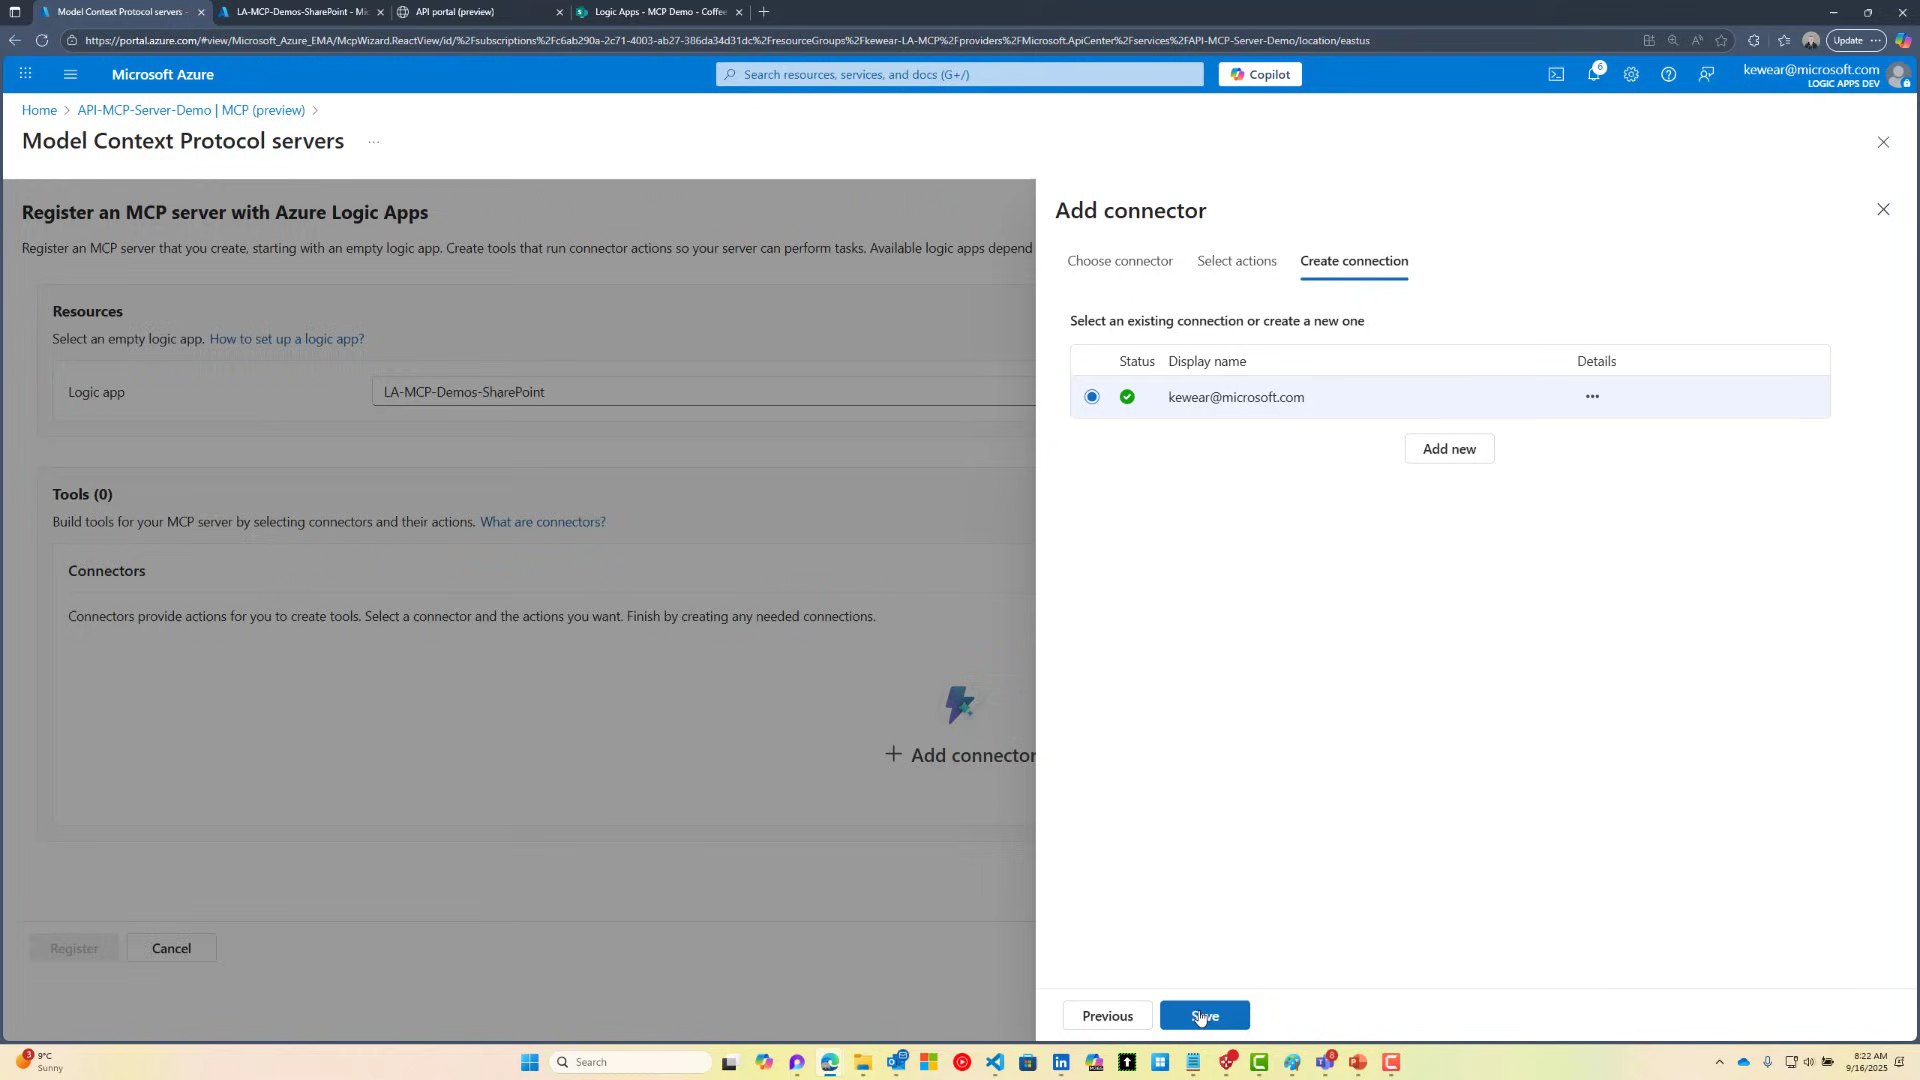 Model Context Protocol servers -
LA-MCP-Demos-SharePoint - Mic
API portal (preview)
Logic Apps - MCP Demo - Coffee
https://portal.azure.com/#view/Microsoft_Azure_EMA/McpWizard.ReactView/id/%2Fsubscriptions%2Fc6ab290a-2c71-4003-ab27-386da34d31dc%2FresourceGroups%2Fkewear-LA-MCP%2Fproviders%2FMicrosoft.ApiCenter%2Fservices%2FAPI-MCP-Server-Demo/location/eastus
Update
Microsoft Azure
Search resources, services, and docs (G+/)
Copilot
6
kewear@microsoft.com
LOGIC APPS DEV
Home > API-MCP-Server-Demo | MCP (preview) >
Model Context Protocol servers
Register an MCP server with Azure Logic Apps
Register an MCP server that you create, starting with an empty logic app. Create tools that run connector actions so your server can perform tasks. Available logic apps depend
Resources
Select an empty logic app. How to set up a logic app?
Logic app
LA-MCP-Demos-SharePoint
Tools (0)
Build tools for your MCP server by selecting connectors and their actions. What are connectors?
Connectors
Connectors provide actions for you to create tools. Select a connector and the actions you want. Finish by creating any needed connections.
+ Add connector
Register
Cancel
Add connector
Choose connector
Select actions
Create connection
Select an existing connection or create a new one
Status
Display name
Details
kewear@microsoft.com
Add new
Previous
Save
3
9°C
Sunny
Search
8
8:22 AM
9/16/2025